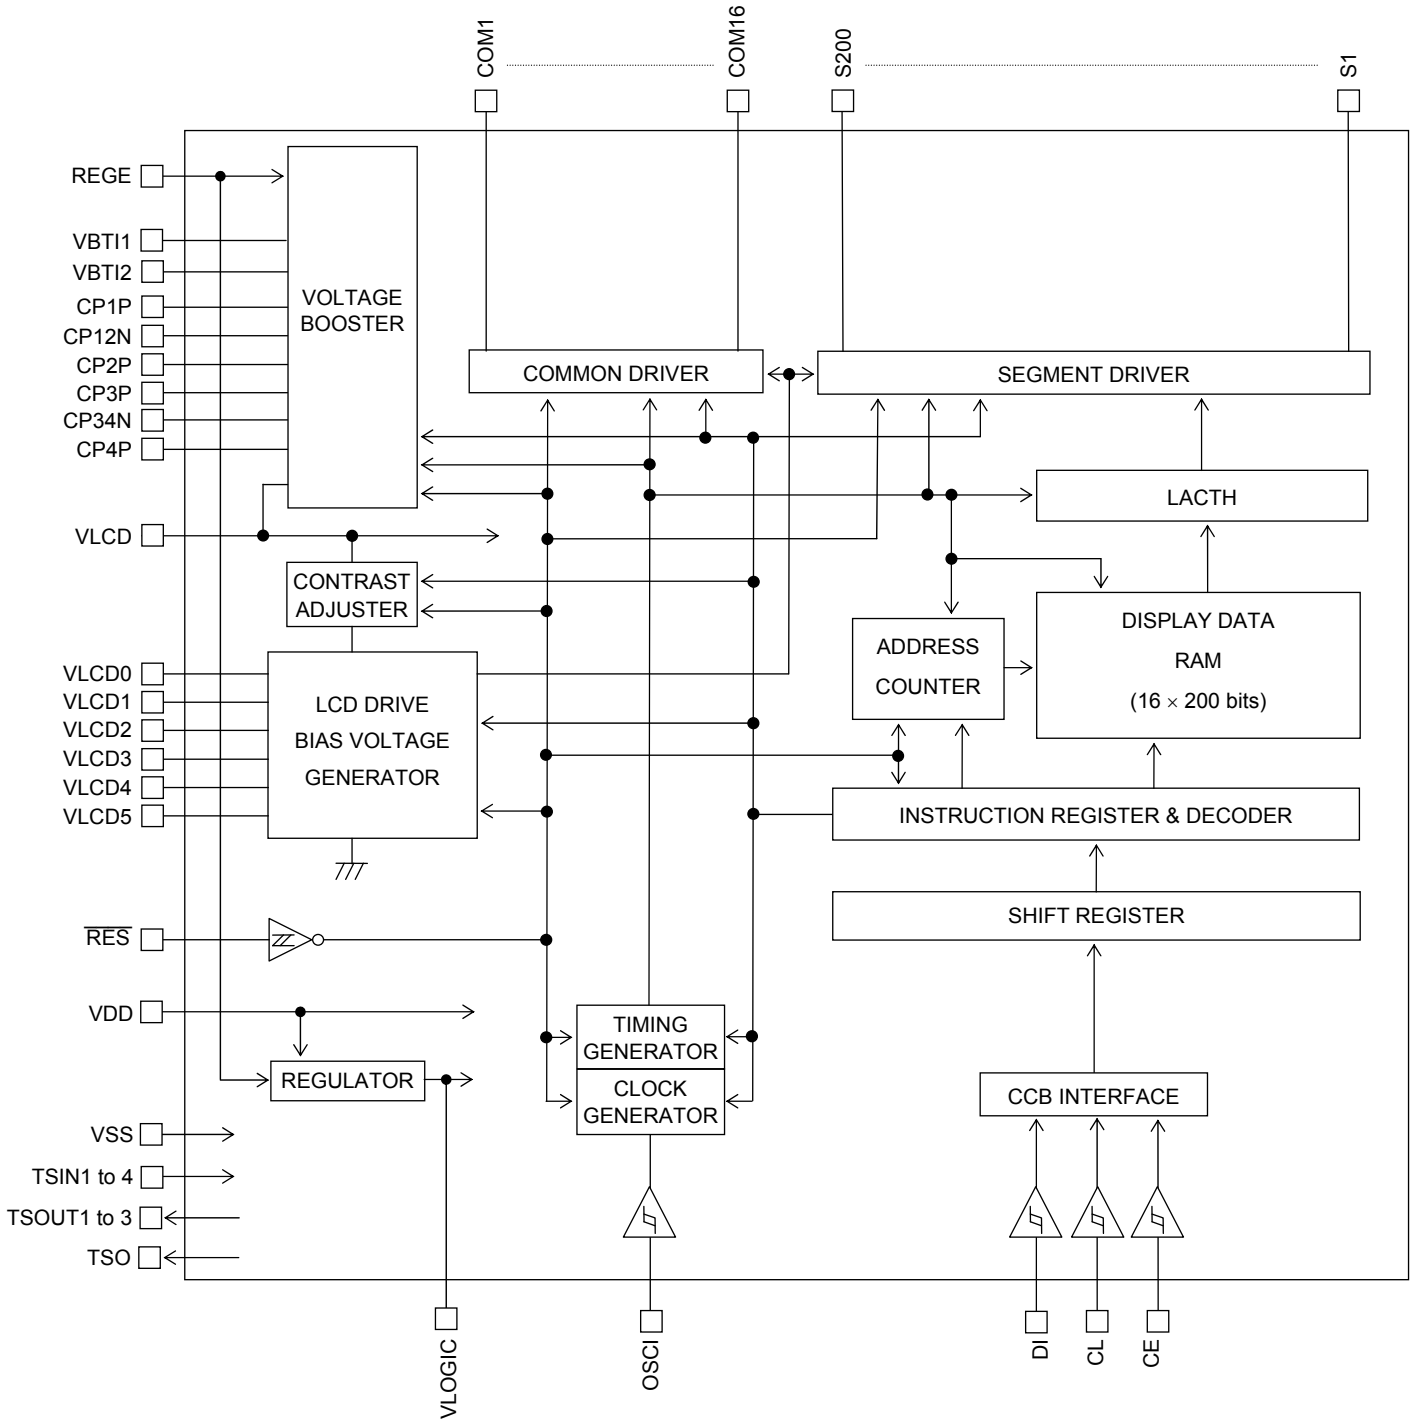 COM1
COM16
S200
S1
REGE
VBTI1
VBTI2
CP1P
CP12N
CP2P
CP3P
CP34N
CP4P
VOLTAGE
BOOSTER
COMMON DRIVER
SEGMENT DRIVER
LACTH
VLCD
CONTRAST
ADJUSTER
ADDRESS
COUNTER
DISPLAY DATA
RAM
(16 × 200 bits)
VLCD0
VLCD1
VLCD2
VLCD3
VLCD4
VLCD5
LCD DRIVE
BIAS VOLTAGE
GENERATOR
INSTRUCTION REGISTER & DECODER
SHIFT REGISTER
RES
VDD
TIMING
GENERATOR
REGULATOR
CLOCK
GENERATOR
CCB INTERFACE
VSS
TSIN1 to 4
TSOUT1 to 3
TSO
VLOGIC
OSCI
DI
CL
CE